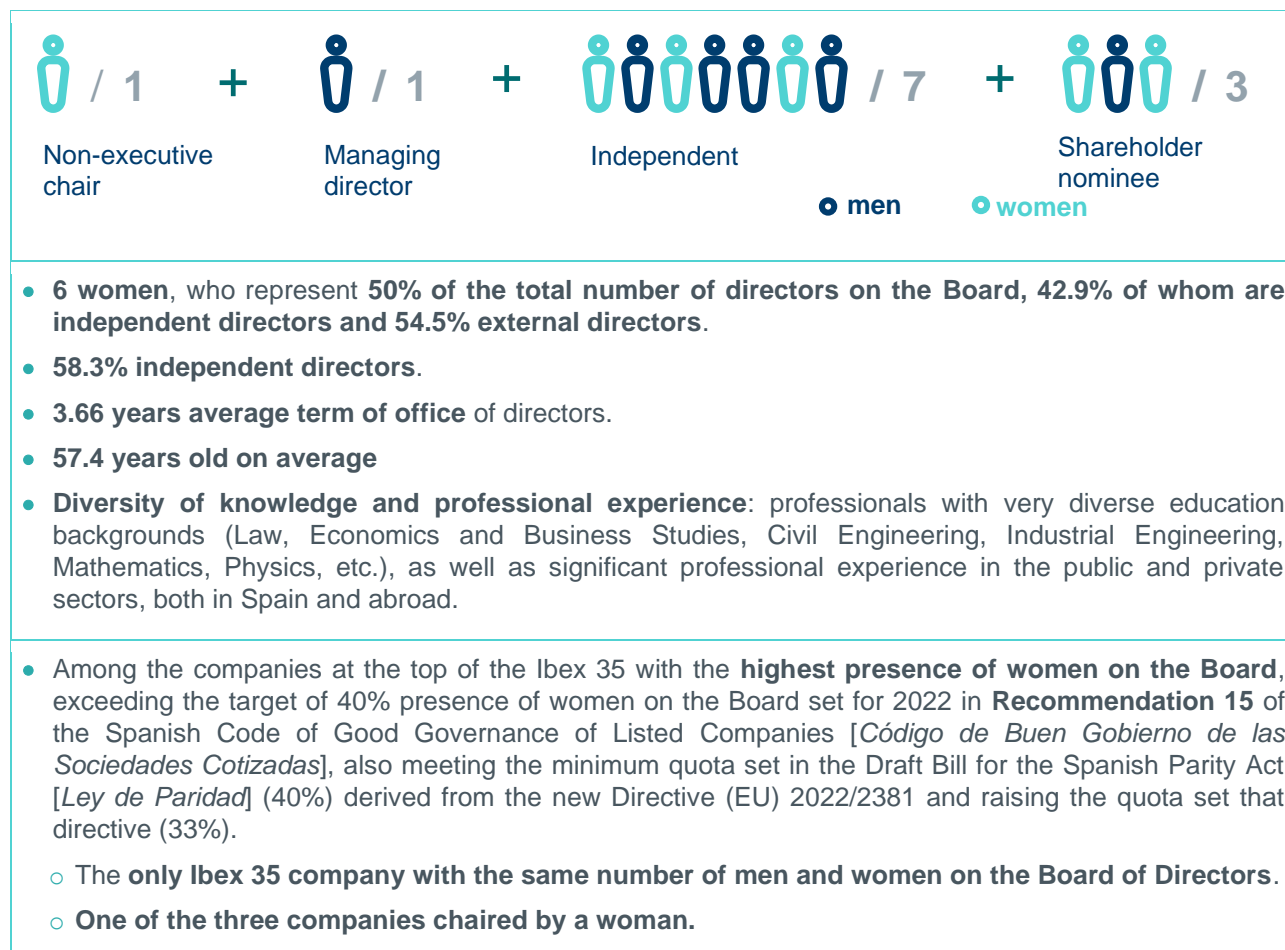 / 1 + / 1 + / 7 + / 3
Non-executive
chair
Managing
director
Independent
Shareholder
nominee
men women
• 6 women, who represent 50% of the total number of directors on the Board, 42.9% of whom are
independent directors and 54.5% external directors.
• 58.3% independent directors.
• 3.66 years average term of office of directors.
• 57.4 years old on average
• Diversity of knowledge and professional experience: professionals with very diverse education
backgrounds (Law, Economics and Business Studies, Civil Engineering, Industrial Engineering,
Mathematics, Physics, etc.), as well as significant professional experience in the public and private
sectors, both in Spain and abroad.
• Among the companies at the top of the Ibex 35 with the highest presence of women on the Board,
exceeding the target of 40% presence of women on the Board set for 2022 in Recommendation 15 of
the Spanish Code of Good Governance of Listed Companies [Código de Buen Gobierno de las
Sociedades Cotizadas], also meeting the minimum quota set in the Draft Bill for the Spanish Parity Act
[Ley de Paridad] (40%) derived from the new Directive (EU) 2022/2381 and raising the quota set that
directive (33%).
○ The only Ibex 35 company with the same number of men and women on the Board of Directors.
○ One of the three companies chaired by a woman.